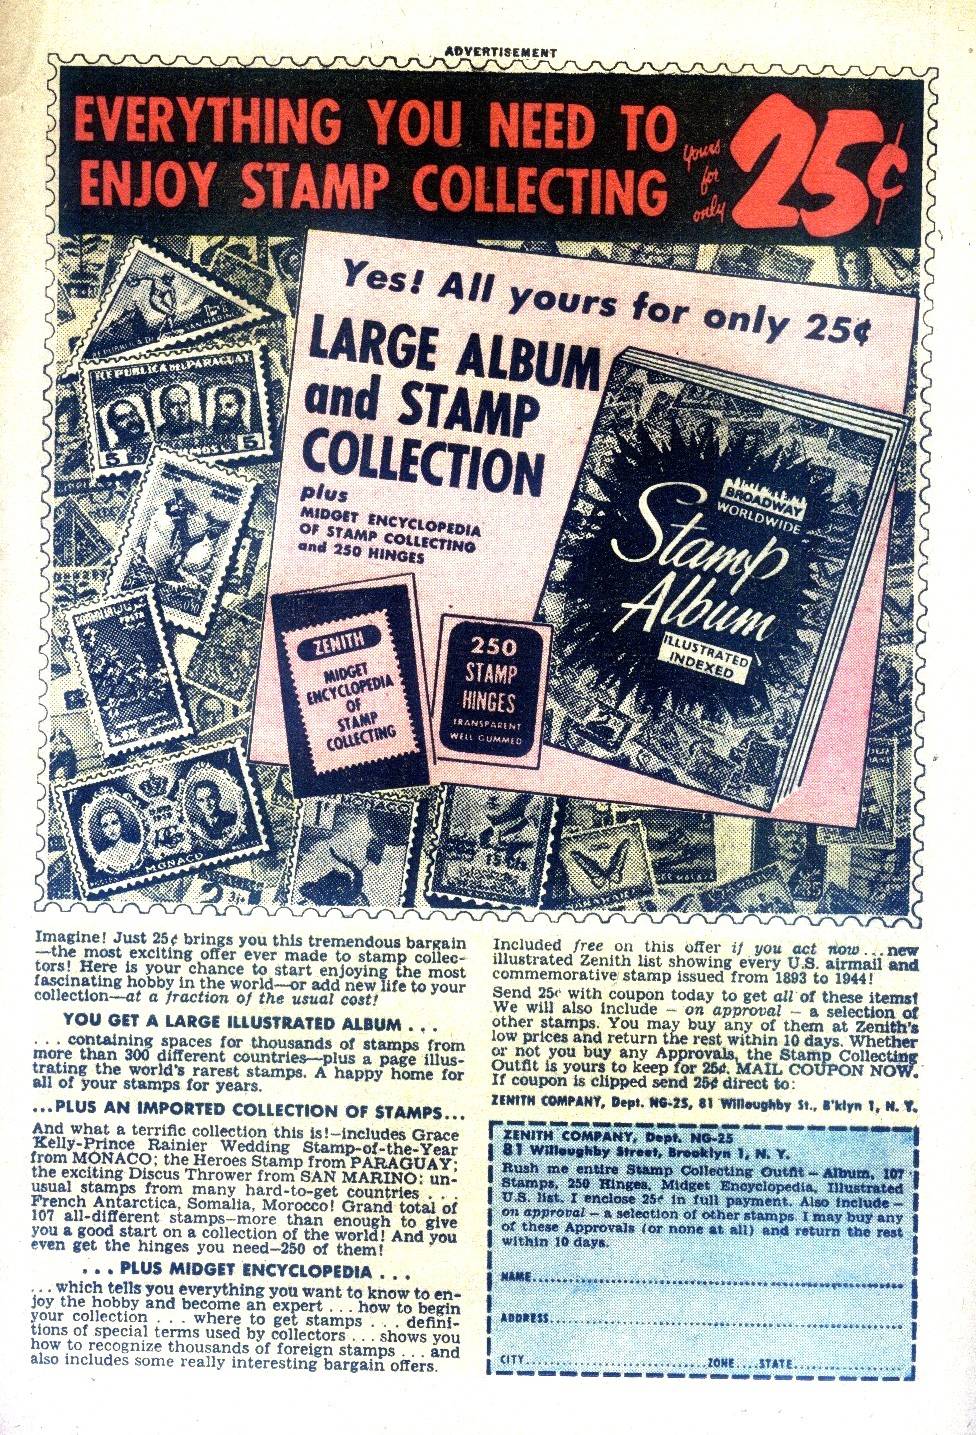 ADVERTISEMENT
EVERYTHING YOU NEED TO
ENJOY STAMP COLLECTING
Yours
for
only
25¢
Yes! All yours for only 25¢
LARGE ALBUM
and STAMP
COLLECTION
plus
MIDGET ENCYCLOPEDIA
OF STAMP COLLECTING
and 250 HINGES
BROADWAY
WORLDWIDE
Stamp
Album
ILLUSTRATED
INDEXED
ZENITH
MIDGET
ENCYCLOPEDIA
OF
STAMP
COLLECTING
250
STAMP
HINGES
TRANSPARENT
WELL GUMMED
SAN MARINO
REPUBLICA DEL PARAGUAY
5
5
MONACO
MONACO
15 cts
Imagine! Just 25¢ brings you this tremendous bargain
—the most exciting offer ever made to stamp collec-
tors! Here is your chance to start enjoying the most
fascinating hobby in the world—or add new life to your
collection—at a fraction of the usual cost!
YOU GET A LARGE ILLUSTRATED ALBUM . . .
. . . containing spaces for thousands of stamps from
more than 300 different countries—plus a page illus-
trating the world's rarest stamps. A happy home for
all of your stamps for years.
...PLUS AN IMPORTED COLLECTION OF STAMPS...
And what a terrific collection this is!—includes Grace
Kelly-Prince Rainier Wedding Stamp-of-the-Year
from MONACO; the Heroes Stamp from PARAGUAY;
the exciting Discus Thrower from SAN MARINO: un-
usual stamps from many hard-to-get countries . . .
French Antarctica, Somalia, Morocco! Grand total of
107 all-different stamps—more than enough to give
you a good start on a collection of the world! And you
even get the hinges you need—250 of them!
. . . PLUS MIDGET ENCYCLOPEDIA . . .
. . . which tells you everything you want to know to en-
joy the hobby and become an expert . . . how to begin
your collection . . . where to get stamps . . . defini-
tions of special terms used by collectors . . . shows you
how to recognize thousands of foreign stamps . . . and
also includes some really interesting bargain offers.
Included free on this offer if you act now . . . new
illustrated Zenith list showing every U.S. airmail and
commemorative stamp issued from 1893 to 1944!
Send 25¢ with coupon today to get all of these items!
We will also include – on approval – a selection of
other stamps. You may buy any of them at Zenith's
low prices and return the rest within 10 days. Whether
or not you buy any Approvals, the Stamp Collecting
Outfit is yours to keep for 25¢. MAIL COUPON NOW.
If coupon is clipped send 25¢ direct to:
ZENITH COMPANY, Dept. NG-25, 81 Willoughby St., B'klyn 1, N. Y.
ZENITH COMPANY, Dept. NG-25
81 Willoughby Street, Brooklyn 1, N. Y.
Rush me entire Stamp Collecting Outfit – Album, 107
Stamps, 250 Hinges, Midget Encyclopedia, Illustrated
U.S. list. I enclose 25¢ in full payment. Also include –
on approval – a selection of other stamps. I may buy any
of these Approvals (or none at all) and return the rest
within 10 days.
NAME
ADDRESS
CITY ZONE STATE